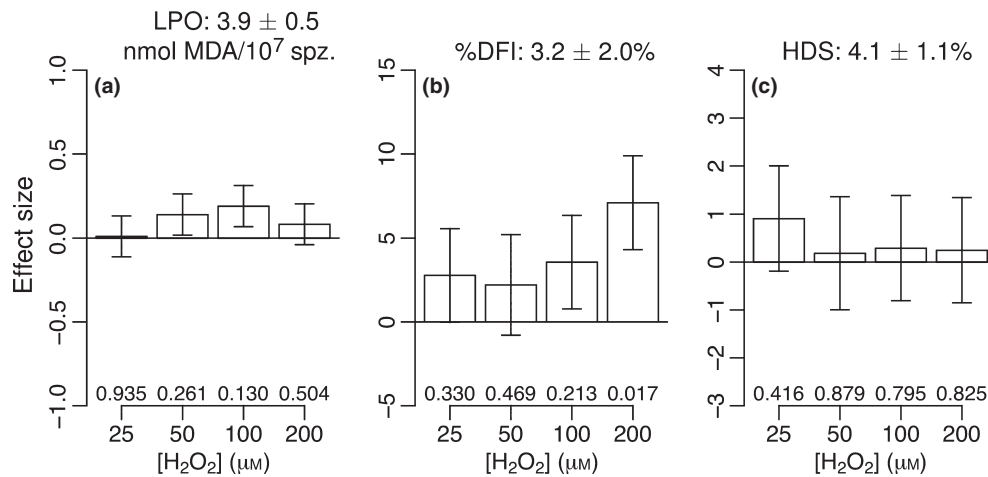 LPO: 3.9 ± 0.5
nmol MDA/10⁷ spz.
%DFI: 3.2 ± 2.0%
HDS: 4.1 ± 1.1%
Effect size
(a)
1.0
0.5
0.0
−0.5
−1.0
0.935 0.261 0.130 0.504
25 50 100 200
[H₂O₂] (μM)
(b)
15
10
5
0
−5
0.330 0.469 0.213 0.017
25 50 100 200
[H₂O₂] (μM)
(c)
4
3
2
1
0
−1
−2
−3
0.416 0.879 0.795 0.825
25 50 100 200
[H₂O₂] (μM)